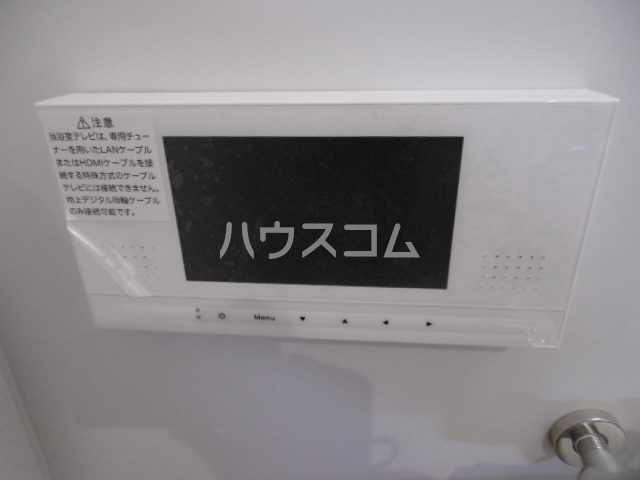 ⚠注意
当浴室テレビは、専用チュー
ナーを用いたLANケーブル
またはHDMIケーブルを接
続する特殊方式のケーブル
テレビには接続できません。
地上デジタル同軸ケーブル
のみ接続可能です。
ハウスコム
Menu ▼ ▲ ◀ ▶